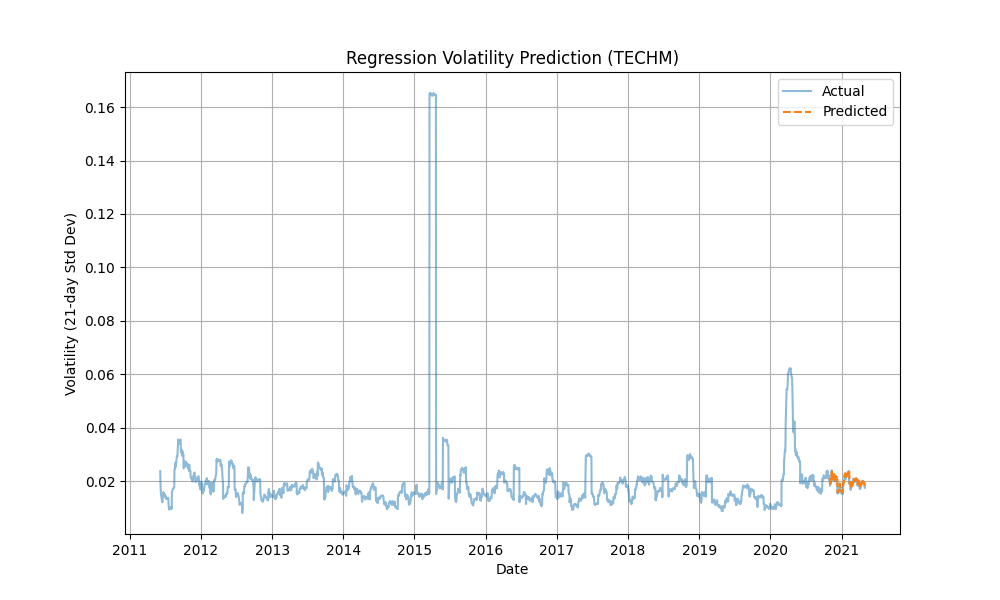 Regression Volatility Prediction (TECHM)
Actual
Predicted
0.16
0.14
0.12
0.10
0.08
0.06
0.04
0.02
Volatility (21-day Std Dev)
2011 2012 2013 2014 2015 2016 2017 2018 2019 2020 2021
Date